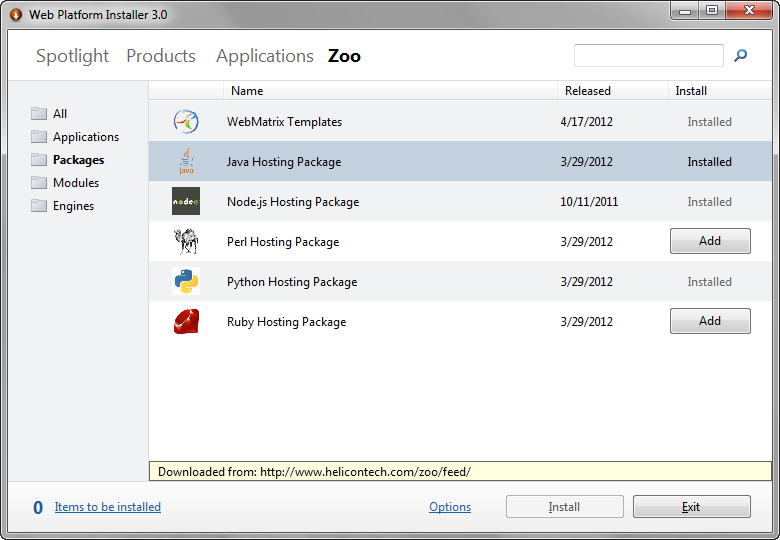 Web Platform Installer 3.0
Spotlight Products Applications Zoo
Name Released Install
All
Applications
Packages
Modules
Engines
WebMatrix Templates 4/17/2012 Installed
Java Java Hosting Package 3/29/2012 Installed
node Node.js Hosting Package 10/11/2011 Installed
Perl Hosting Package 3/29/2012 Add
Python Hosting Package 3/29/2012 Installed
Ruby Hosting Package 3/29/2012 Add
Downloaded from: http://www.helicontech.com/zoo/feed/
0 Items to be installed Options Install Exit